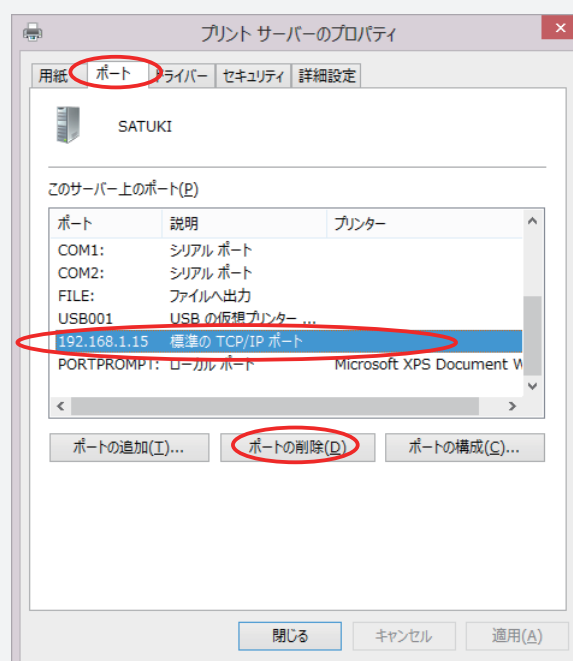 プリント サーバーのプロパティ
用紙 ポート ドライバー セキュリティ 詳細設定
SATUKI
このサーバー上のポート(P)
ポート 説明 プリンター
COM1: シリアル ポート
COM2: シリアル ポート
FILE: ファイルへ出力
USB001 USB の仮想プリンター ...
192.168.1.15 標準の TCP/IP ポート
PORTPROMPT: ローカル ポート Microsoft XPS Document W
ポートの追加(T)... ポートの削除(D) ポートの構成(C)...
閉じる キャンセル 適用(A)